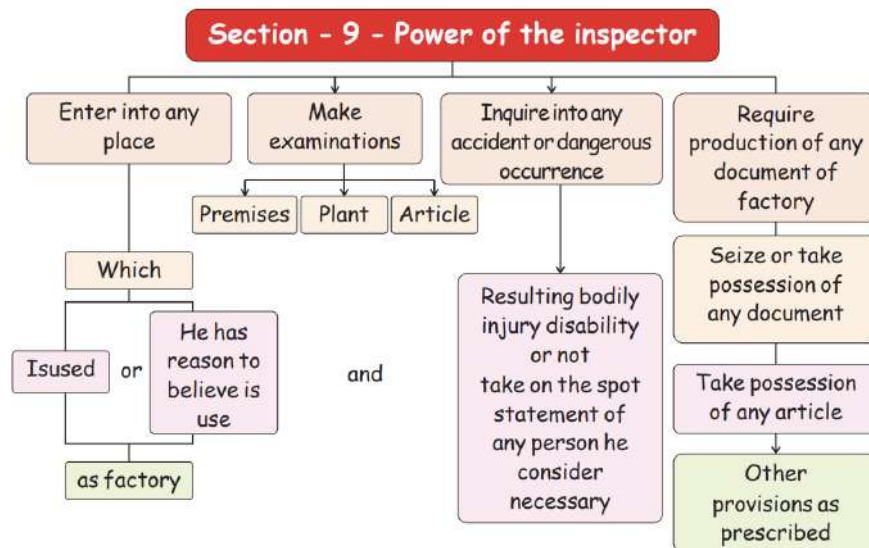 Section - 9 - Power of the inspector
Enter into any
place
Make
examinations
Premises
Plant
Article
Inquire into any
accident or dangerous
occurrence
Require
production of any
document of
factory
Which
Isused
or
He has
reason to
believe is
use
as factory
and
Resulting bodily
injury disability
or not
take on the spot
statement of
any person he
consider
necessary
Seize or take
possession of
any document
Take possession
of any article
Other
provisions as
prescribed